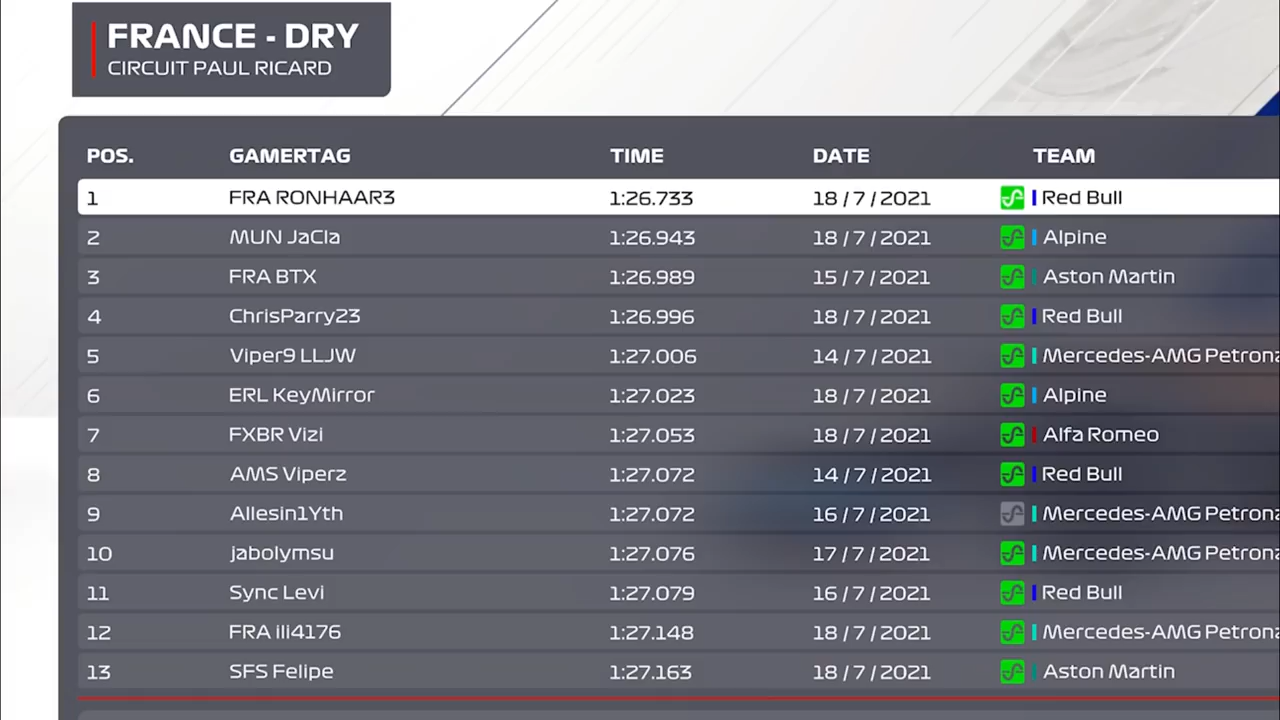 FRANCE - DRY
CIRCUIT PAUL RICARD
POS. GAMERTAG TIME DATE TEAM
1 FRA RONHAAR3 1:26.733 18 / 7 / 2021 Red Bull
2 MUN JaCla 1:26.943 18 / 7 / 2021 Alpine
3 FRA BTX 1:26.989 15 / 7 / 2021 Aston Martin
4 ChrisParry23 1:26.996 18 / 7 / 2021 Red Bull
5 Viper9 LLJW 1:27.006 14 / 7 / 2021 Mercedes-AMG Petrona
6 ERL KeyMirror 1:27.023 18 / 7 / 2021 Alpine
7 FXBR Vizi 1:27.053 18 / 7 / 2021 Alfa Romeo
8 AMS Viperz 1:27.072 14 / 7 / 2021 Red Bull
9 Allesin1Yth 1:27.072 16 / 7 / 2021 Mercedes-AMG Petrona
10 jabolymsu 1:27.076 17 / 7 / 2021 Mercedes-AMG Petrona
11 Sync Levi 1:27.079 16 / 7 / 2021 Red Bull
12 FRA ili4176 1:27.148 18 / 7 / 2021 Mercedes-AMG Petrona
13 SFS Felipe 1:27.163 18 / 7 / 2021 Aston Martin